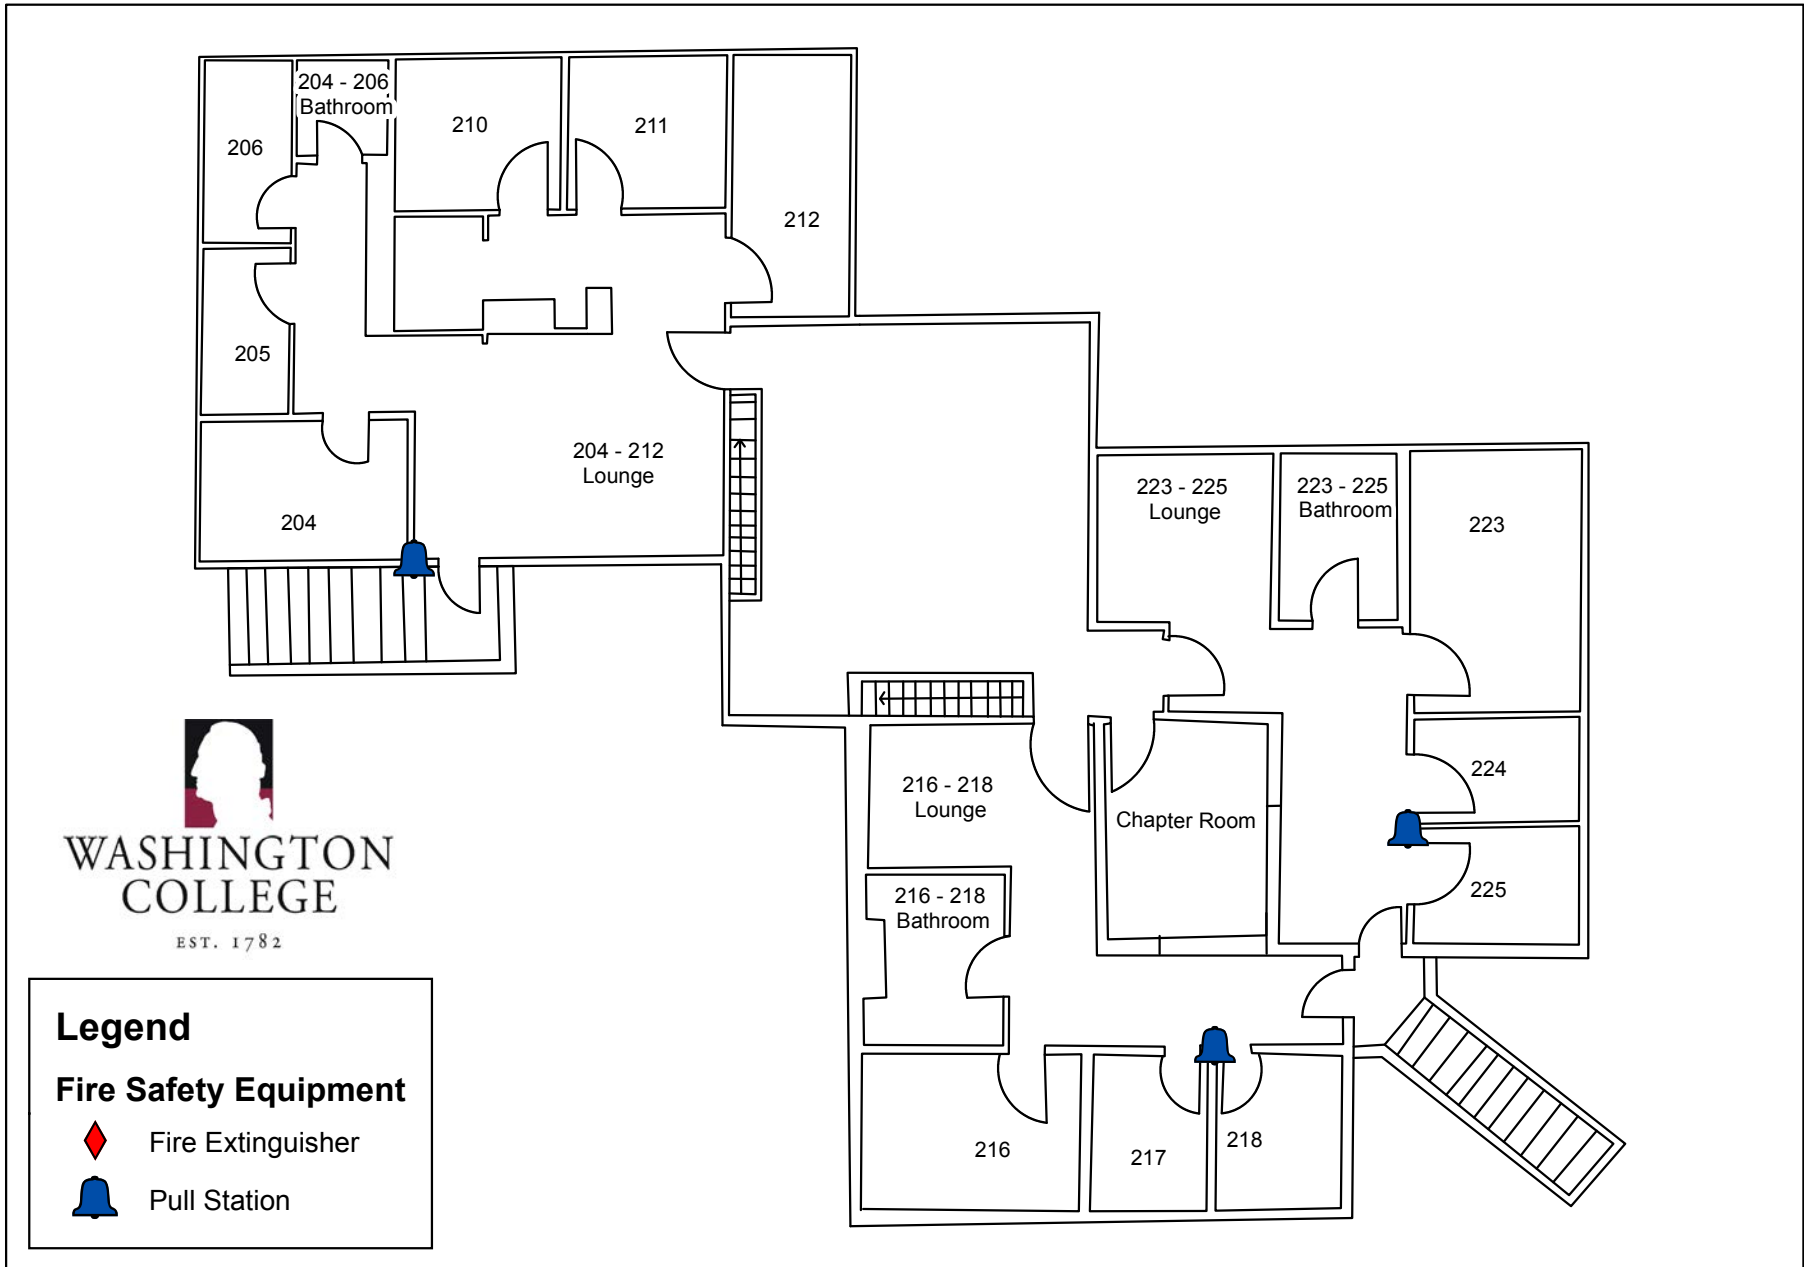 204 - 206
Bathroom
206
210
211
212
205
204 - 212
Lounge
204
223 - 225
Lounge
223 - 225
Bathroom
223
224
225
216 - 218
Lounge
Chapter Room
216 - 218
Bathroom
216
217
218
WASHINGTON
COLLEGE
EST. 1782
Legend
Fire Safety Equipment
Fire Extinguisher
Pull Station